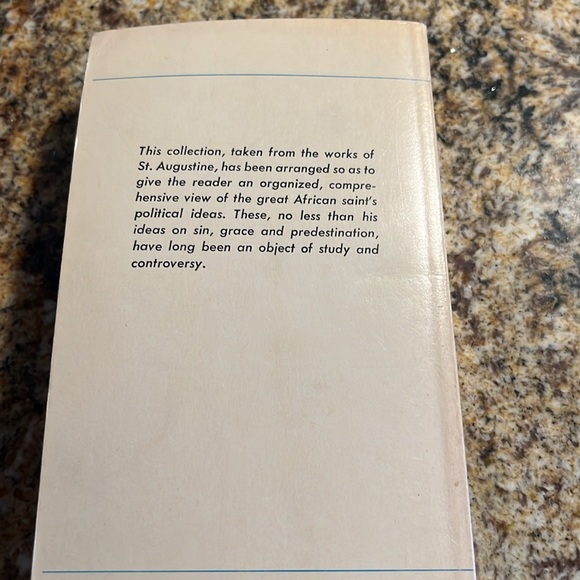 This collection, taken from the works of
St. Augustine, has been arranged so as to
give the reader an organized, compre-
hensive view of the great African saint's
political ideas. These, no less than his
ideas on sin, grace and predestination,
have long been an object of study and
controversy.